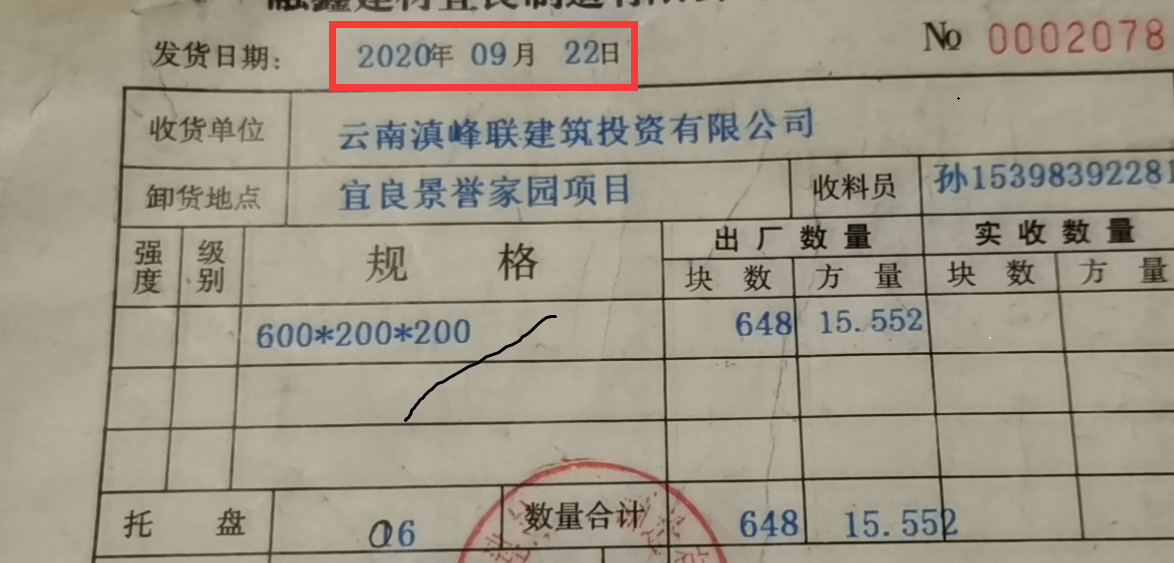 发货日期: 2020年 09月 22日
No 0002078
收货单位 云南滇峰联建筑投资有限公司
卸货地点 宜良景誉家园项目 收料员 孙15398392281
强度 级别 规 格 出厂数量 实收数量
块 数 方 量 块 数 方 量
600*200*200 648 15.552
托 盘 06 数量合计 648 15.552